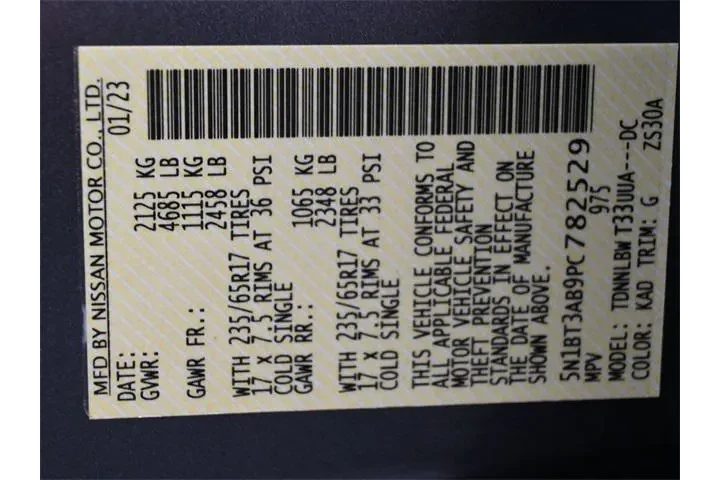 MFD BY NISSAN MOTOR CO., LTD.
DATE: 01/23
GVWR: 2125 KG
4685 LB
GAWR FR.: 1115 KG
2458 LB
WITH 235/65R17 TIRES
17 X 7.5 RIMS AT 36 PSI
COLD SINGLE
GAWR RR.: 1065 KG
2348 LB
WITH 235/65R17 TIRES
17 X 7.5 RIMS AT 33 PSI
COLD SINGLE
THIS VEHICLE CONFORMS TO
ALL APPLICABLE FEDERAL
MOTOR VEHICLE SAFETY AND
THEFT PREVENTION
STANDARDS IN EFFECT ON
THE DATE OF MANUFACTURE
SHOWN ABOVE.
5N1BT3AB9PC782529
MPV 975
MODEL: TDNNLBW T33UUA---DC
COLOR: KAD TRIM: G ZS30A